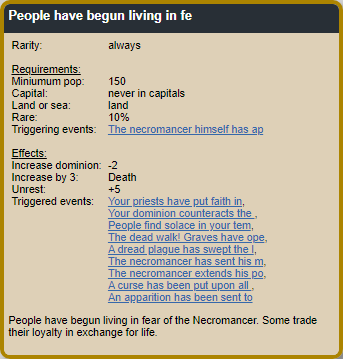 People have begun living in fe
Rarity: always
Requirements:
Miniumum pop: 150
Capital: never in capitals
Land or sea: land
Rare: 10%
Triggering events: The necromancer himself has ap
Effects:
Increase dominion: -2
Increase by 3: Death
Unrest: +5
Triggered events: Your priests have put faith in,
Your dominion counteracts the ,
People find solace in your tem,
The dead walk! Graves have ope,
A dread plaque has swept the l,
The necromancer has sent his m,
The necromancer extends his po,
A curse has been put upon all ,
An apparition has been sent to
People have begun living in fear of the Necromancer. Some trade
their loyalty in exchange for life.